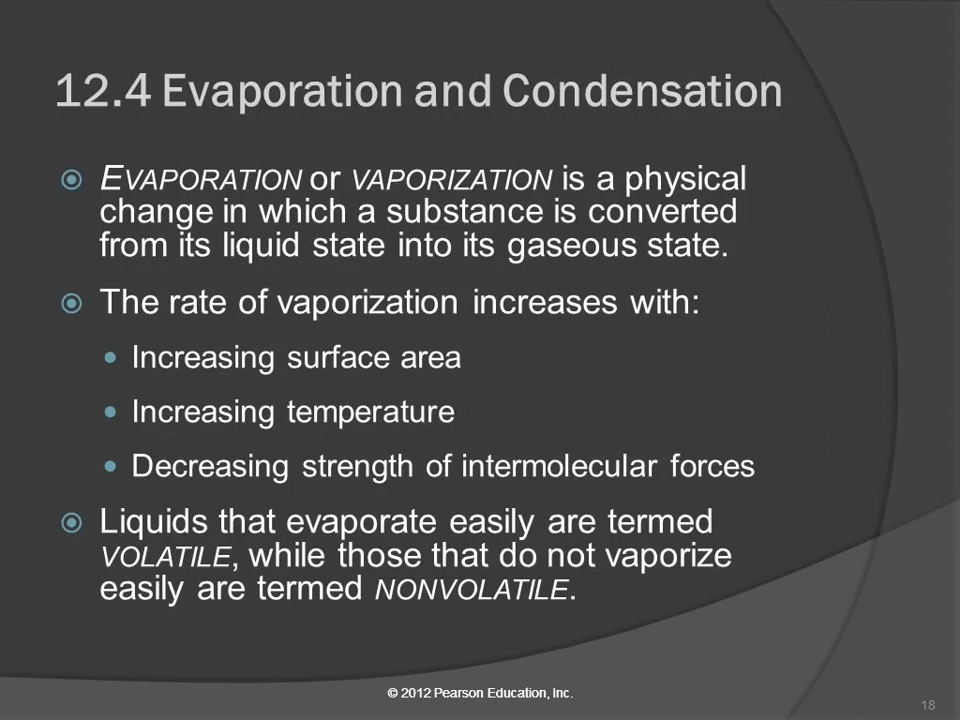 12.4 Evaporation and Condensation
EVAPORATION or VAPORIZATION is a physical
change in which a substance is converted
from its liquid state into its gaseous state.
The rate of vaporization increases with:
Increasing surface area
Increasing temperature
Decreasing strength of intermolecular forces
Liquids that evaporate easily are termed
VOLATILE, while those that do not vaporize
easily are termed NONVOLATILE.
© 2012 Pearson Education, Inc.
18